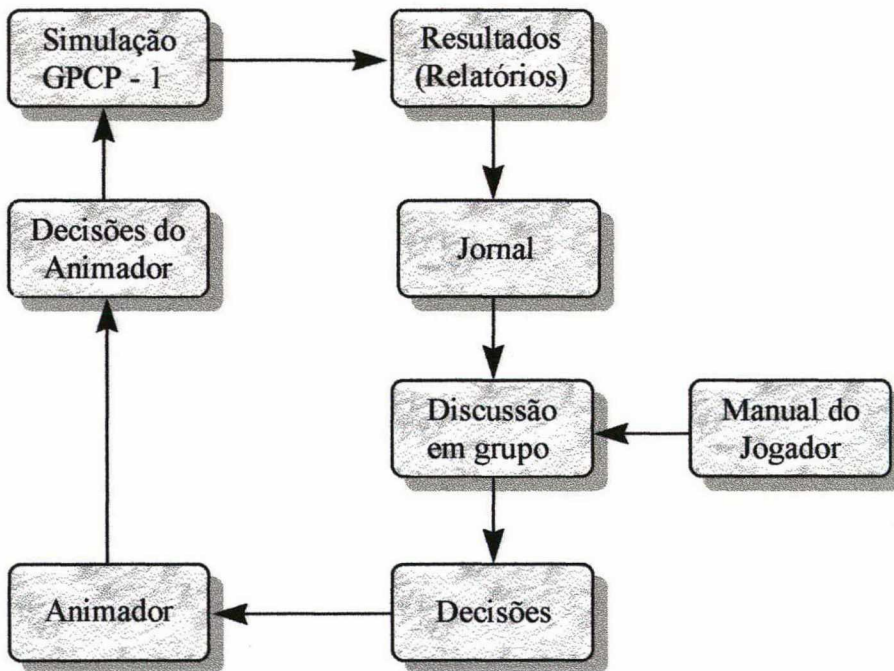 Simulação
GPCP - 1
Resultados
(Relatórios)
Decisões do
Animador
Jornal
Discussão
em grupo
Manual do
Jogador
Animador
Decisões